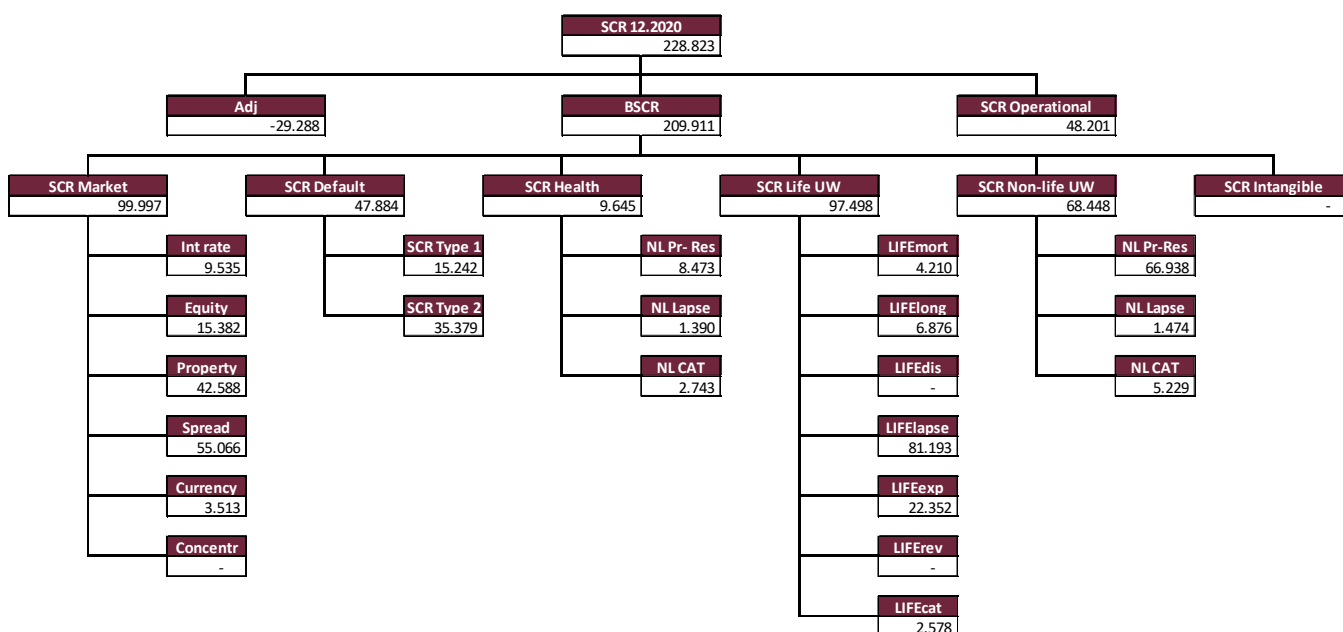 SCR 12.2020
228.823
Adj
-29.288
BSCR
209.911
SCR Operational
48.201
SCR Market
99.997
SCR Default
47.884
SCR Health
9.645
SCR Life UW
97.498
SCR Non-life UW
68.448
SCR Intangible
-
Int rate
9.535
Equity
15.382
Property
42.588
Spread
55.066
Currency
3.513
Concentr
-
SCR Type 1
15.242
SCR Type 2
35.379
NL Pr- Res
8.473
NL Lapse
1.390
NL CAT
2.743
LIFEmort
4.210
LIFElong
6.876
LIFEdis
-
LIFElapse
81.193
LIFEexp
22.352
LIFErev
-
LIFEcat
2.578
NL Pr-Res
66.938
NL Lapse
1.474
NL CAT
5.229